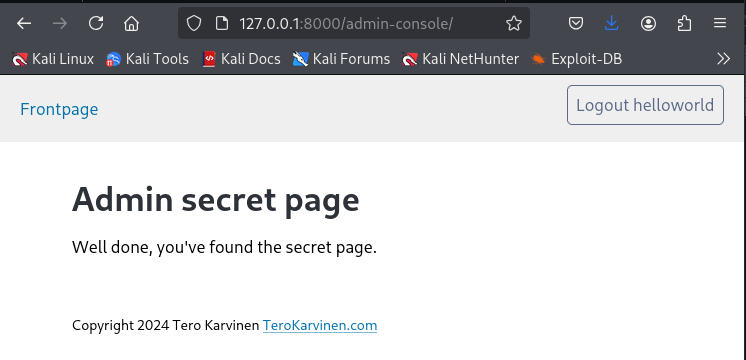 127.0.0.1:8000/admin-console/
Kali Linux Kali Tools Kali Docs Kali Forums Kali NetHunter Exploit-DB
Frontpage Logout helloworld
Admin secret page
Well done, you've found the secret page.
Copyright 2024 Tero Karvinen TeroKarvinen.com